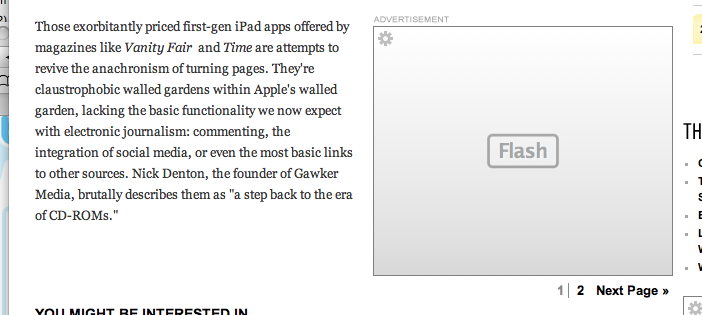 Those exorbitantly priced first-gen iPad apps offered by
magazines like Vanity Fair and Time are attempts to
revive the anachronism of turning pages. They're
claustrophobic walled gardens within Apple's walled
garden, lacking the basic functionality we now expect
with electronic journalism: commenting, the
integration of social media, or even the most basic links
to other sources. Nick Denton, the founder of Gawker
Media, brutally describes them as "a step back to the era
of CD-ROMs."
ADVERTISEMENT
Flash
1 | 2 Next Page »
YOU MIGHT BE INTERESTED IN
TH